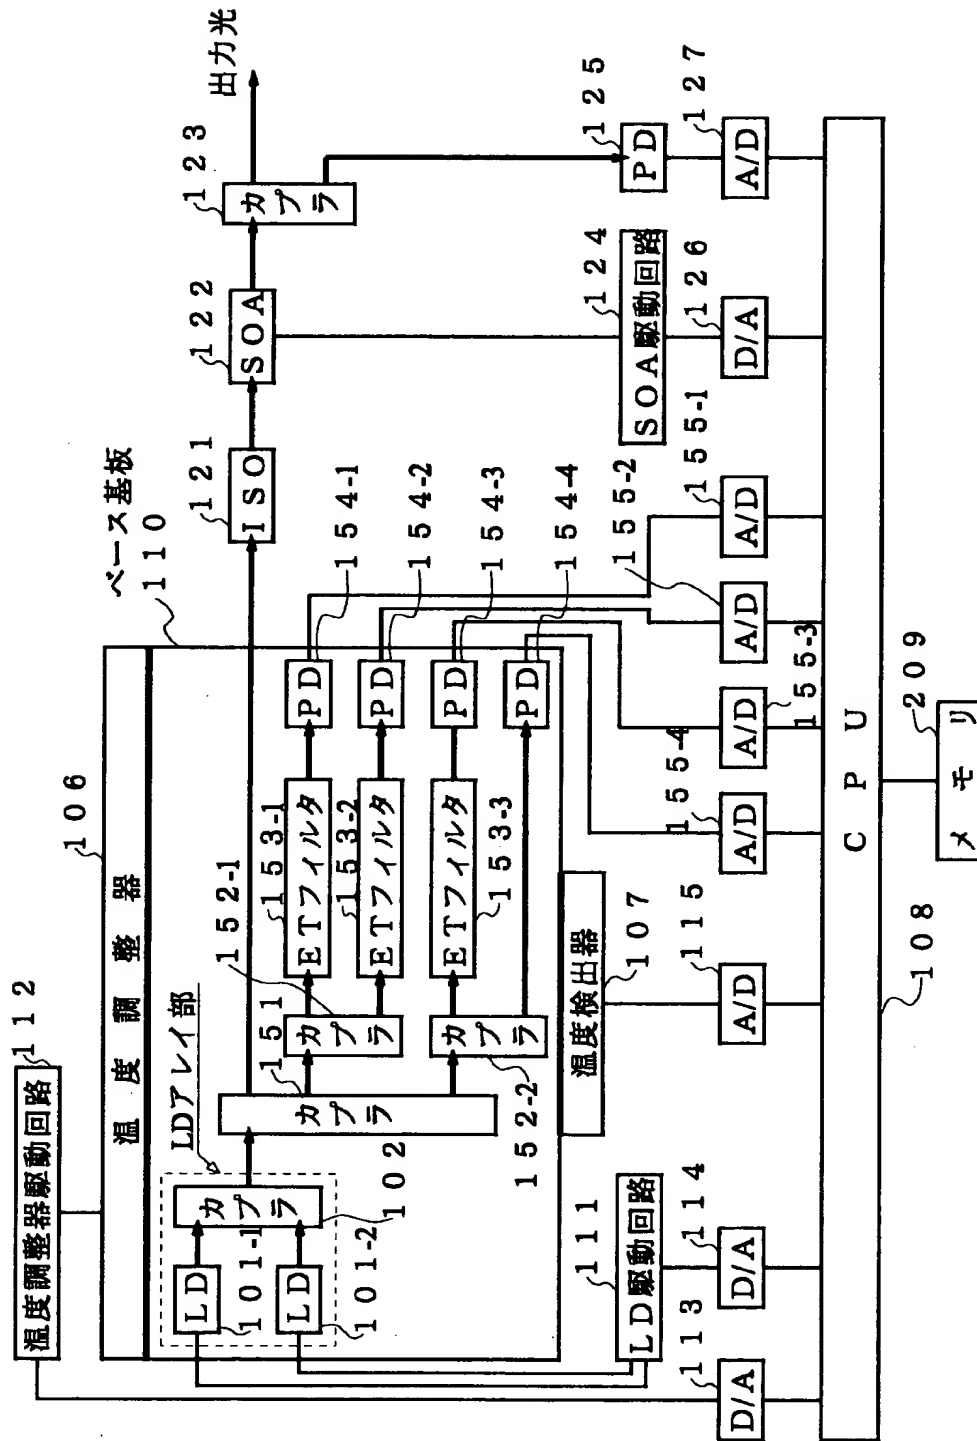 温度調整器駆動回路
112
温度調整器
106
ベース基板
110
LDアレイ部
LD
101-1
LD
101-2
カプラ
102
カプラ
151
カプラ
152-1
カプラ
152-2
ETフィルタ
153-1
ETフィルタ
153-2
ETフィルタ
153-3
PD
154-1
PD
154-2
PD
154-3
PD
154-4
ISO
121
SOA
122
カプラ
123
出力光
温度検出器
107
LD駆動回路
111
SOA駆動回路
124
PD
125
D/A
113
D/A
114
A/D
115
A/D
155-4
A/D
155-3
A/D
155-2
A/D
155-1
D/A
126
A/D
127
CPU
108
メモリ
209